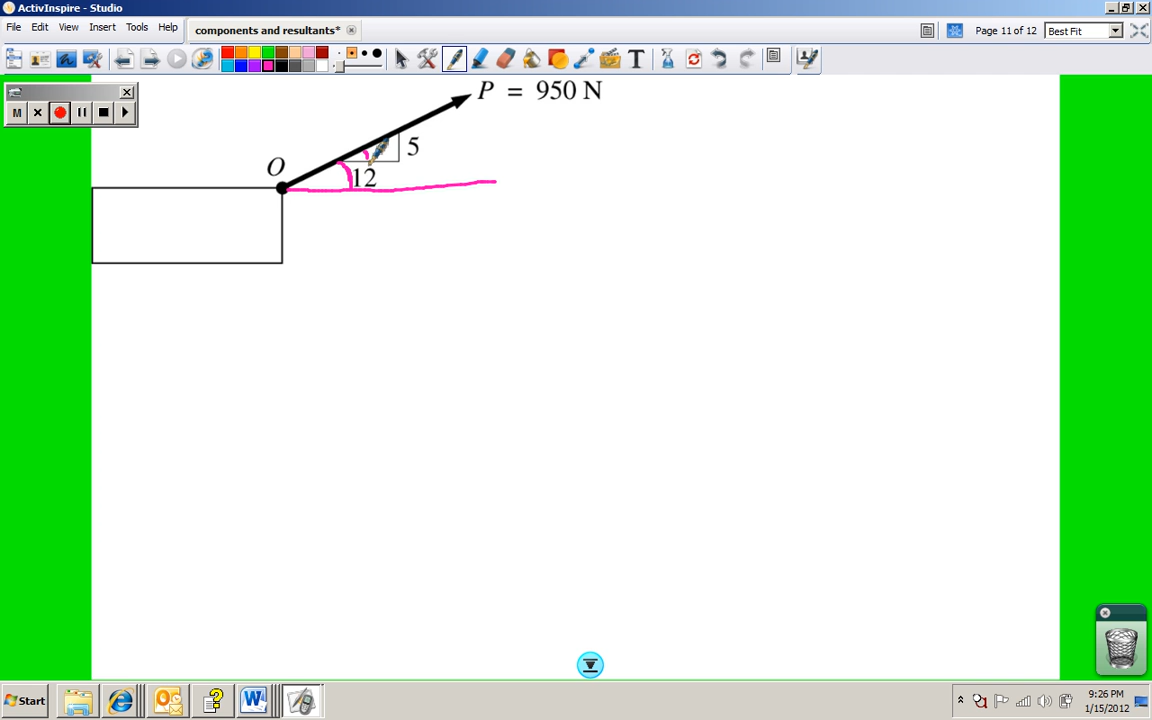 ActivInspire - Studio
File Edit View Insert Tools Help
components and resultants*
Page 11 of 12
Best Fit
M
P = 950 N
5
O
12
Start
9:26 PM
1/15/2012